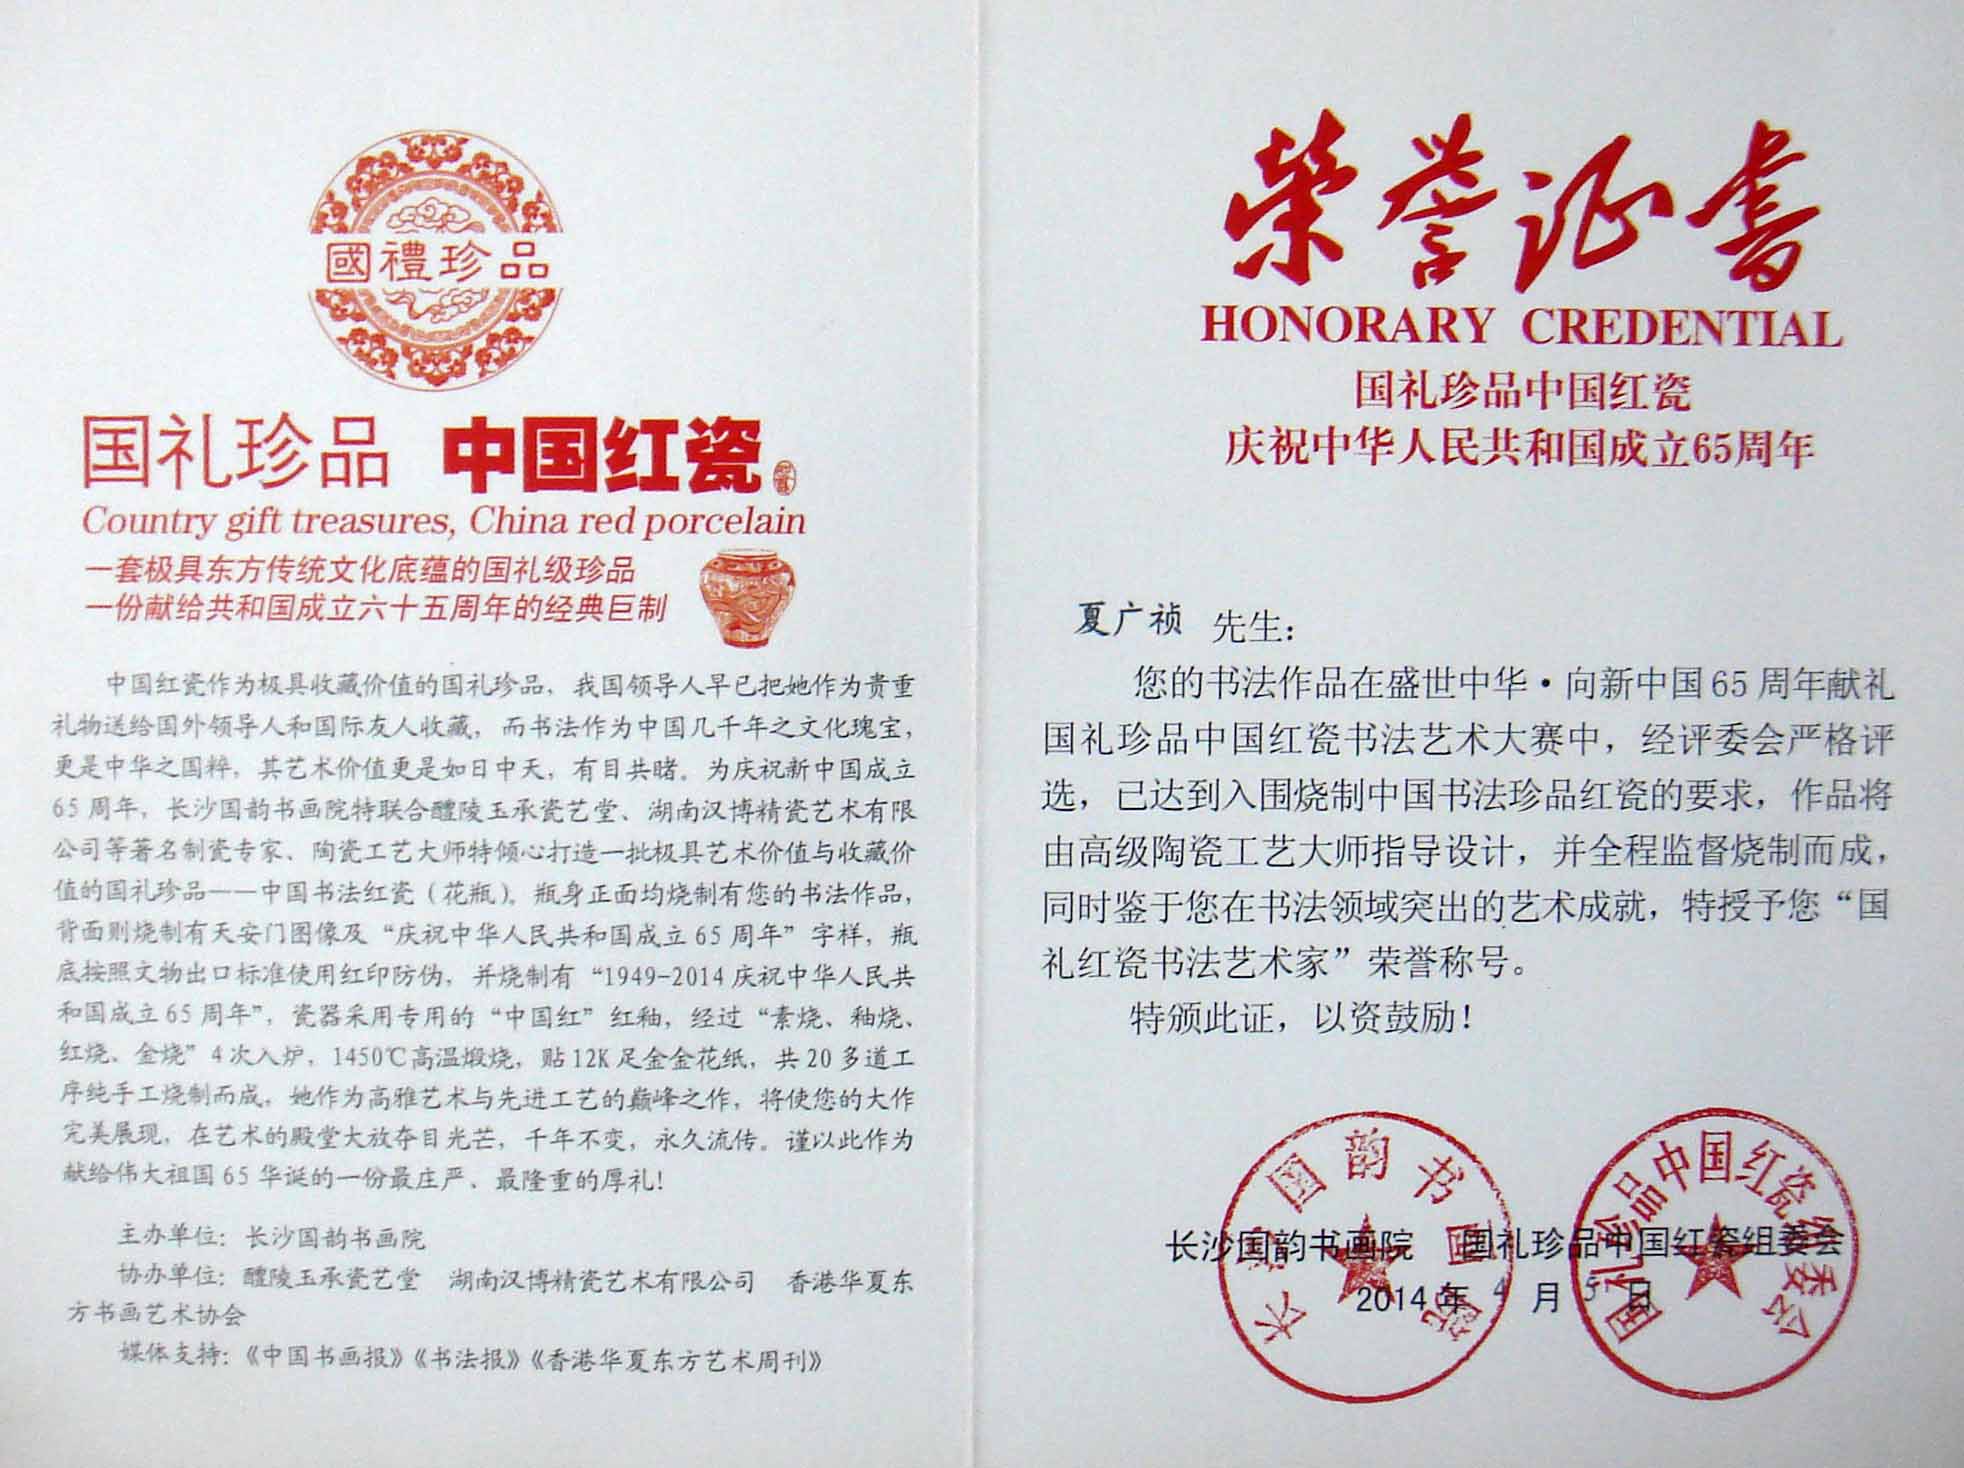 國禮珍品
国礼珍品 中国红瓷
Country gift treasures, China red porcelain
一套极具东方传统文化底蕴的国礼级珍品
一份献给共和国成立六十五周年的经典巨制
中国红瓷作为极具收藏价值的国礼珍品，我国领导人早已把她作为贵重
礼物送给国外领导人和国际友人收藏，而书法作为中国几千年之文化瑰宝，
更是中华之国粹，其艺术价值更是如日中天，有目共睹。为庆祝新中国成立
65周年，长沙国韵书画院特联合醴陵玉承瓷艺堂、湖南汉博精瓷艺术有限
公司等著名制瓷专家、陶瓷工艺大师特倾心打造一批极具艺术价值与收藏价
值的国礼珍品——中国书法红瓷（花瓶）。瓶身正面均烧制有您的书法作品，
背面则烧制有天安门图像及“庆祝中华人民共和国成立65周年”字样，瓶
底按照文物出口标准使用红印防伪，并烧制有“1949-2014庆祝中华人民共
和国成立65周年”，瓷器采用专用的“中国红”红釉，经过“素烧、釉烧、
红烧、金烧”4次入炉，1450℃高温煅烧，贴12K足金金花纸，共20多道工
序纯手工烧制而成，她作为高雅艺术与先进工艺的巅峰之作，将使您的大作
完美展现，在艺术的殿堂大放夺目光芒，千年不变，永久流传。谨以此作为
献给伟大祖国65华诞的一份最庄严、最隆重的厚礼！
主办单位：长沙国韵书画院
协办单位：醴陵玉承瓷艺堂 湖南汉博精瓷艺术有限公司 香港华夏东
方书画艺术协会
媒体支持：《中国书画报》《书法报》《香港华夏东方艺术周刊》
荣誉证书
HONORARY CREDENTIAL
国礼珍品中国红瓷
庆祝中华人民共和国成立65周年
夏广祯 先生：
您的书法作品在盛世中华·向新中国65周年献礼
国礼珍品中国红瓷书法艺术大赛中，经评委会严格评
选，已达到入围烧制中国书法珍品红瓷的要求，作品将
由高级陶瓷工艺大师指导设计，并全程监督烧制而成，
同时鉴于您在书法领域突出的艺术成就，特授予您“国
礼红瓷书法艺术家”荣誉称号。
特颁此证，以资鼓励！
长沙国韵书画院 国礼珍品中国红瓷组委会
2014年4月5日
长沙国韵书画院
国礼珍品中国红瓷组委会